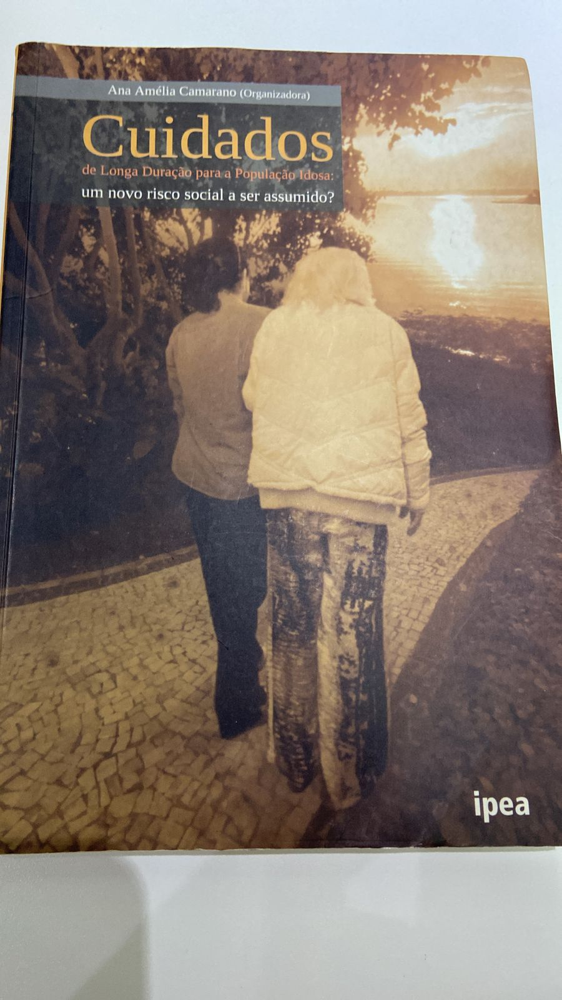 Ana Amélia Camarano (Organizadora)
Cuidados
de Longa Duração para a População Idosa:
um novo risco social a ser assumido?
ipea